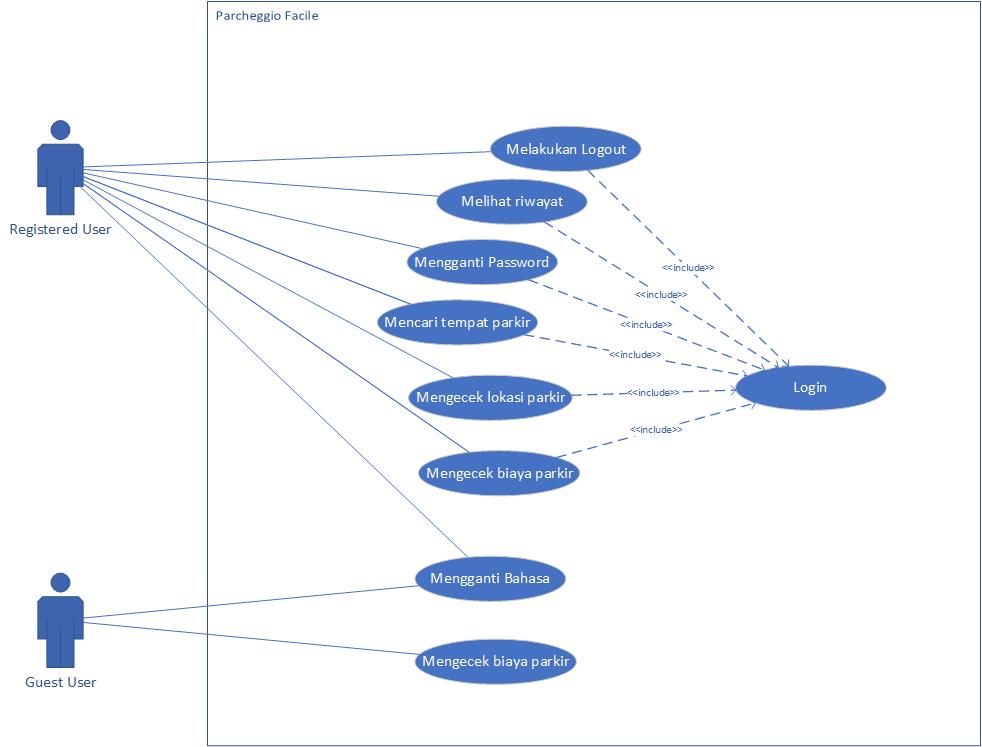 Parcheggio Facile
Melakukan Logout
Melihat riwayat
Registered User
Mengganti Password
<<include>>
<<include>>
Mencari tempat parkir
<<include>>
<<include>>
Login
Mengecek lokasi parkir
<<include>>
<<include>>
Mengecek biaya parkir
Mengganti Bahasa
Mengecek biaya parkir
Guest User